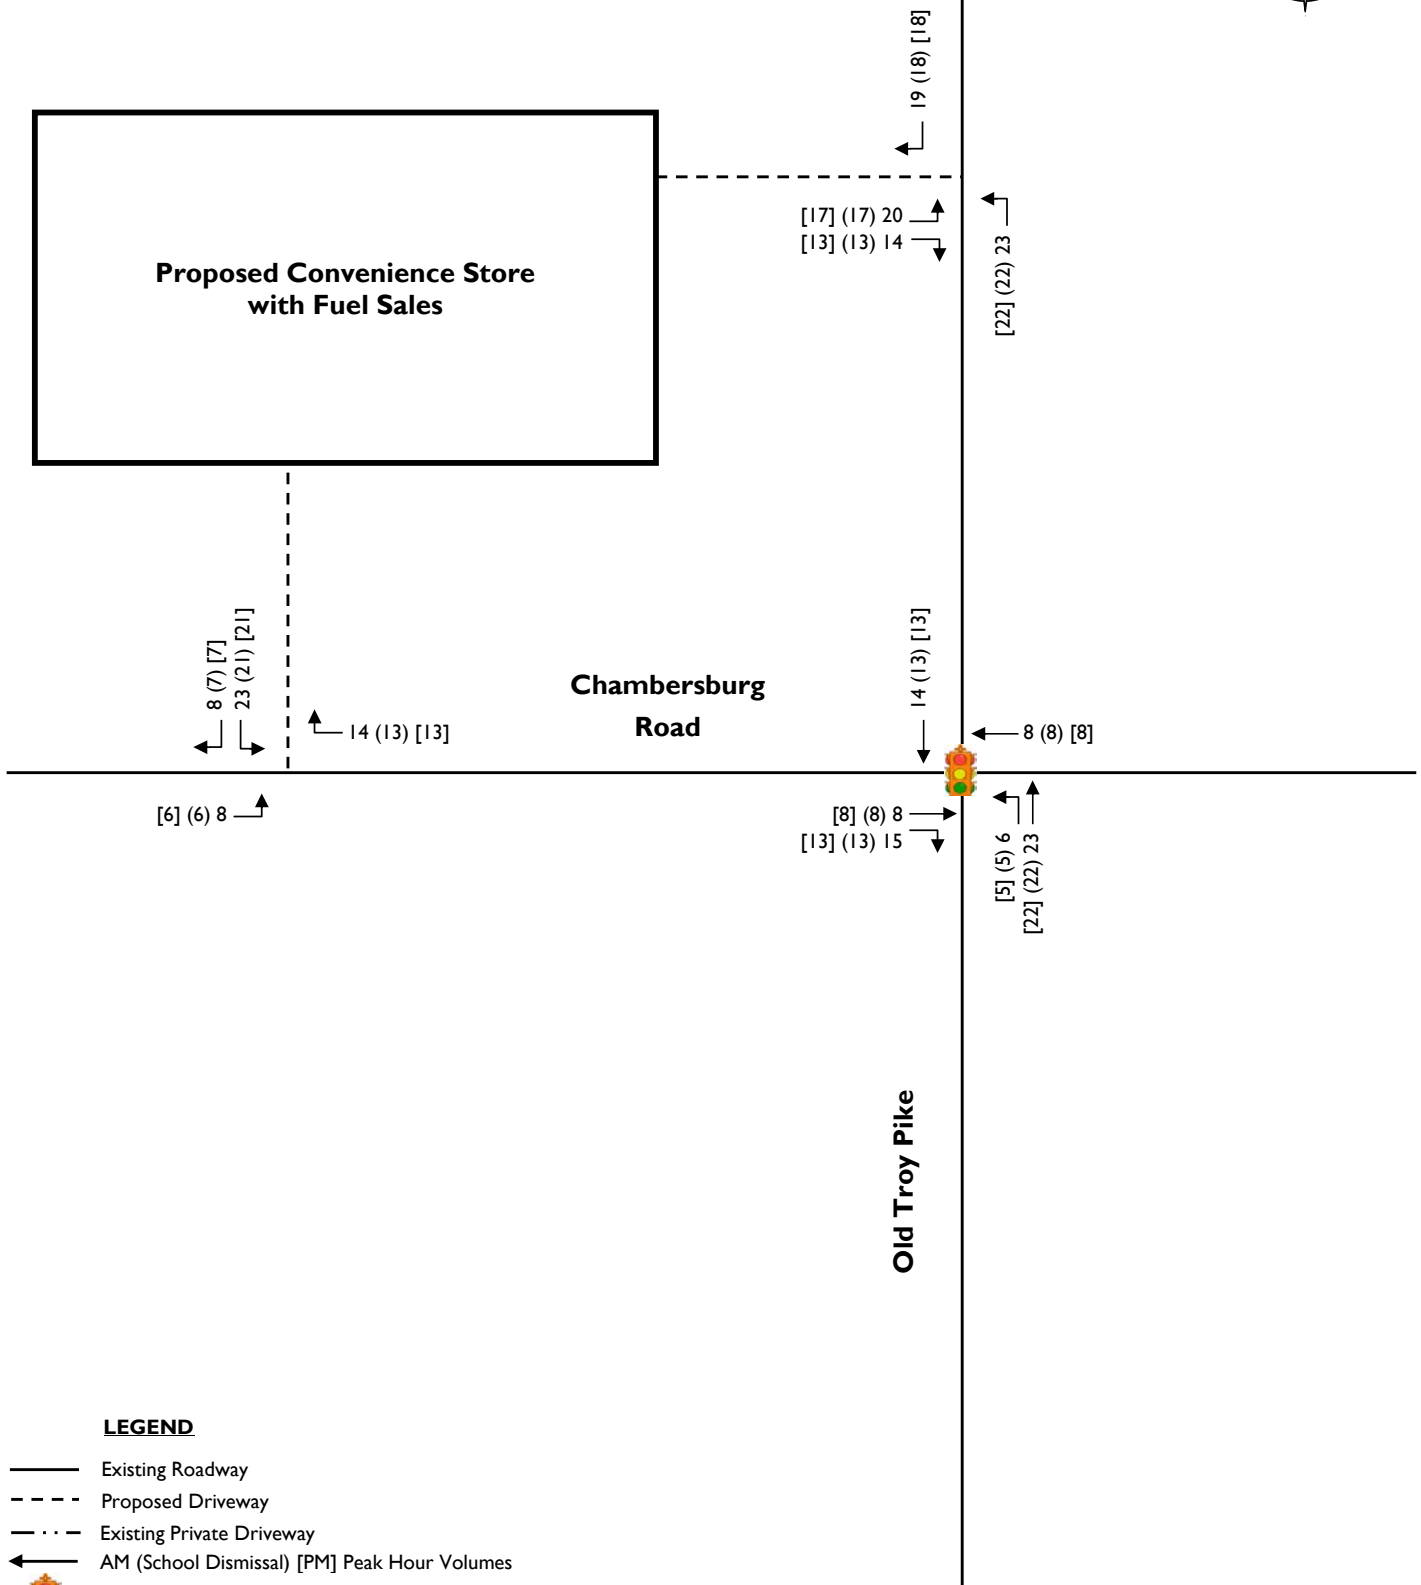 19 (18) [18]
Proposed Convenience Store
with Fuel Sales
[17] (17) 20
[13] (13) 14
[22] (22) 23
8 (7) [7]
23 (21) [21]
14 (13) [13]
Chambersburg
Road
14 (13) [13]
8 (8) [8]
[6] (6) 8
[8] (8) 8
[13] (13) 15
[5] (5) 6
[22] (22) 23
Old Troy Pike
LEGEND
Existing Roadway
Proposed Driveway
Existing Private Driveway
AM (School Dismissal) [PM] Peak Hour Volumes